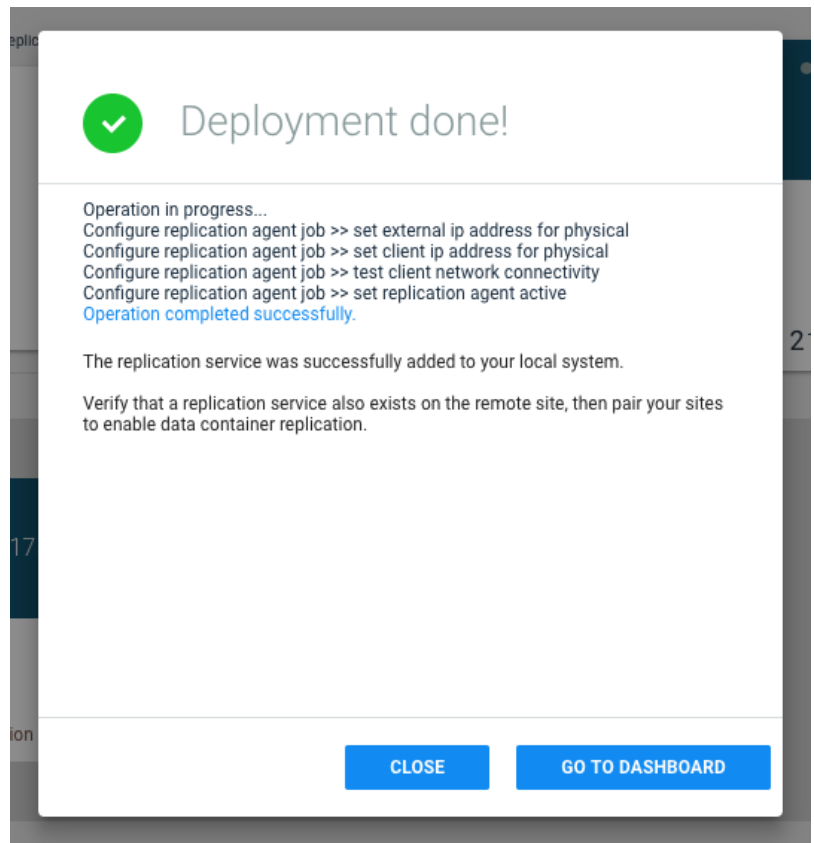 Deployment done!
Operation in progress...
Configure replication agent job >> set external ip address for physical
Configure replication agent job >> set client ip address for physical
Configure replication agent job >> test client network connectivity
Configure replication agent job >> set replication agent active
Operation completed successfully.
The replication service was successfully added to your local system.
Verify that a replication service also exists on the remote site, then pair your sites
to enable data container replication.
17
CLOSE
GO TO DASHBOARD